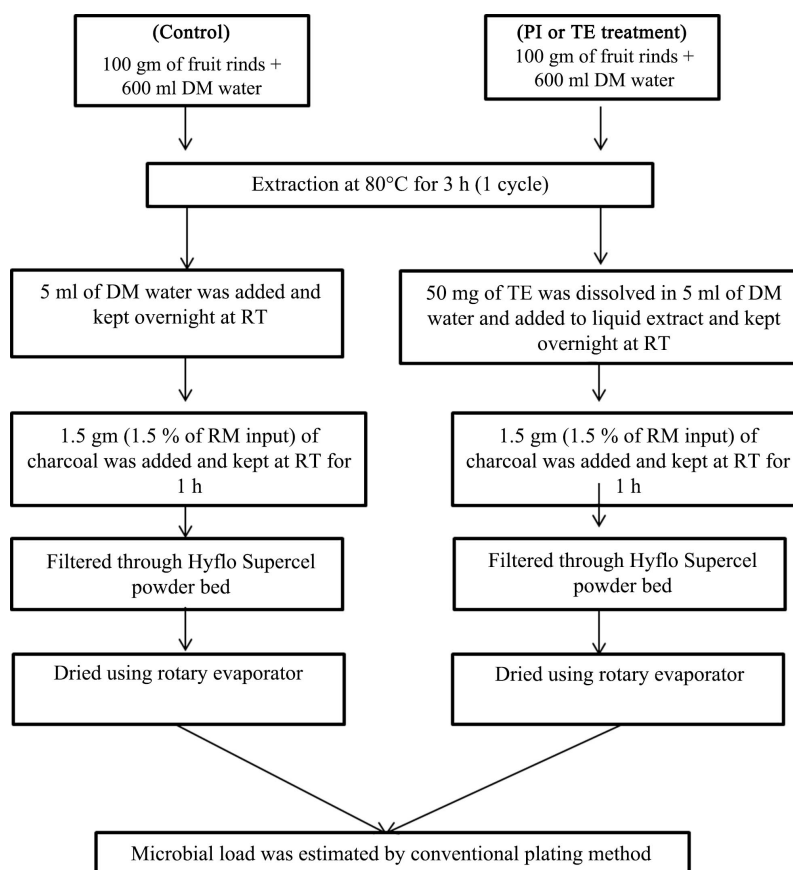 (Control)
100 gm of fruit rinds +
600 ml DM water
(PI or TE treatment)
100 gm of fruit rinds +
600 ml DM water
Extraction at 80°C for 3 h (1 cycle)
5 ml of DM water was added and
kept overnight at RT
50 mg of TE was dissolved in 5 ml of DM
water and added to liquid extract and kept
overnight at RT
1.5 gm (1.5 % of RM input) of
charcoal was added and kept at RT for
1 h
1.5 gm (1.5 % of RM input) of
charcoal was added and kept at RT for
1 h
Filtered through Hyflo Supercel
powder bed
Filtered through Hyflo Supercel
powder bed
Dried using rotary evaporator
Dried using rotary evaporator
Microbial load was estimated by conventional plating method